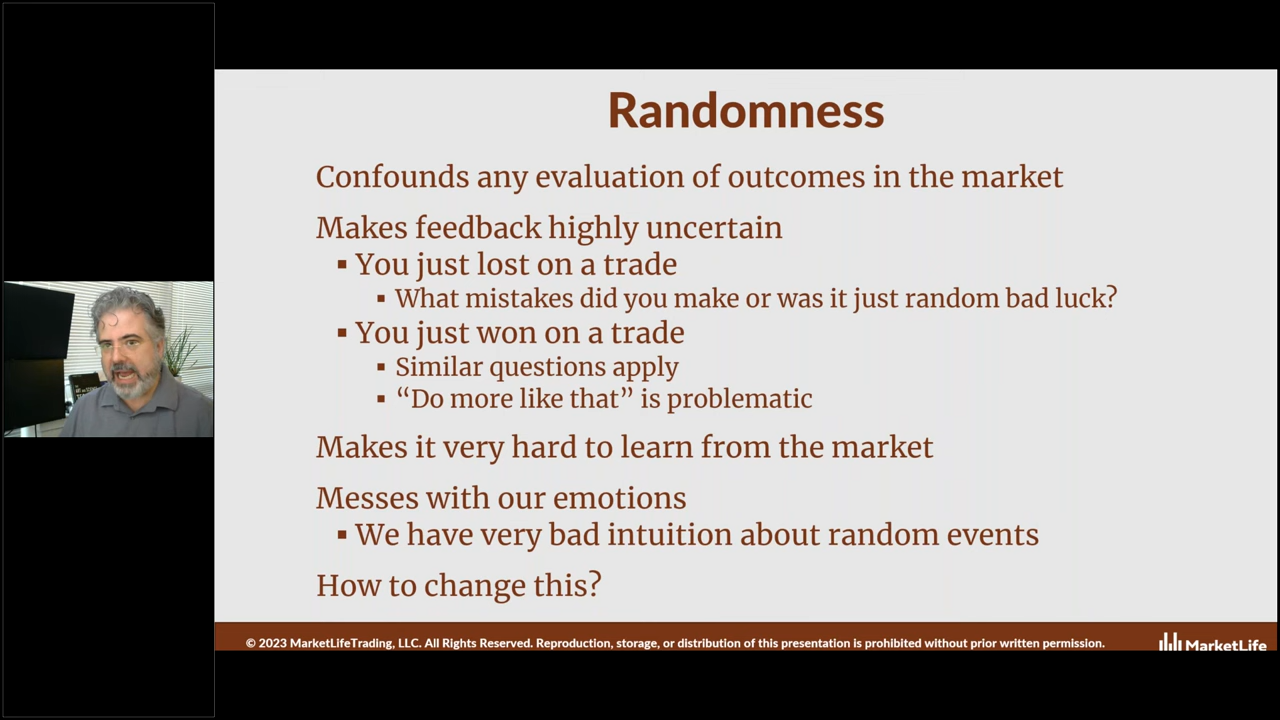 Randomness
Confounds any evaluation of outcomes in the market
Makes feedback highly uncertain
▪ You just lost on a trade
▪ What mistakes did you make or was it just random bad luck?
▪ You just won on a trade
▪ Similar questions apply
▪ “Do more like that” is problematic
Makes it very hard to learn from the market
Messes with our emotions
▪ We have very bad intuition about random events
How to change this?
© 2023 MarketLifeTrading, LLC. All Rights Reserved. Reproduction, storage, or distribution of this presentation is prohibited without prior written permission.
MarketLife